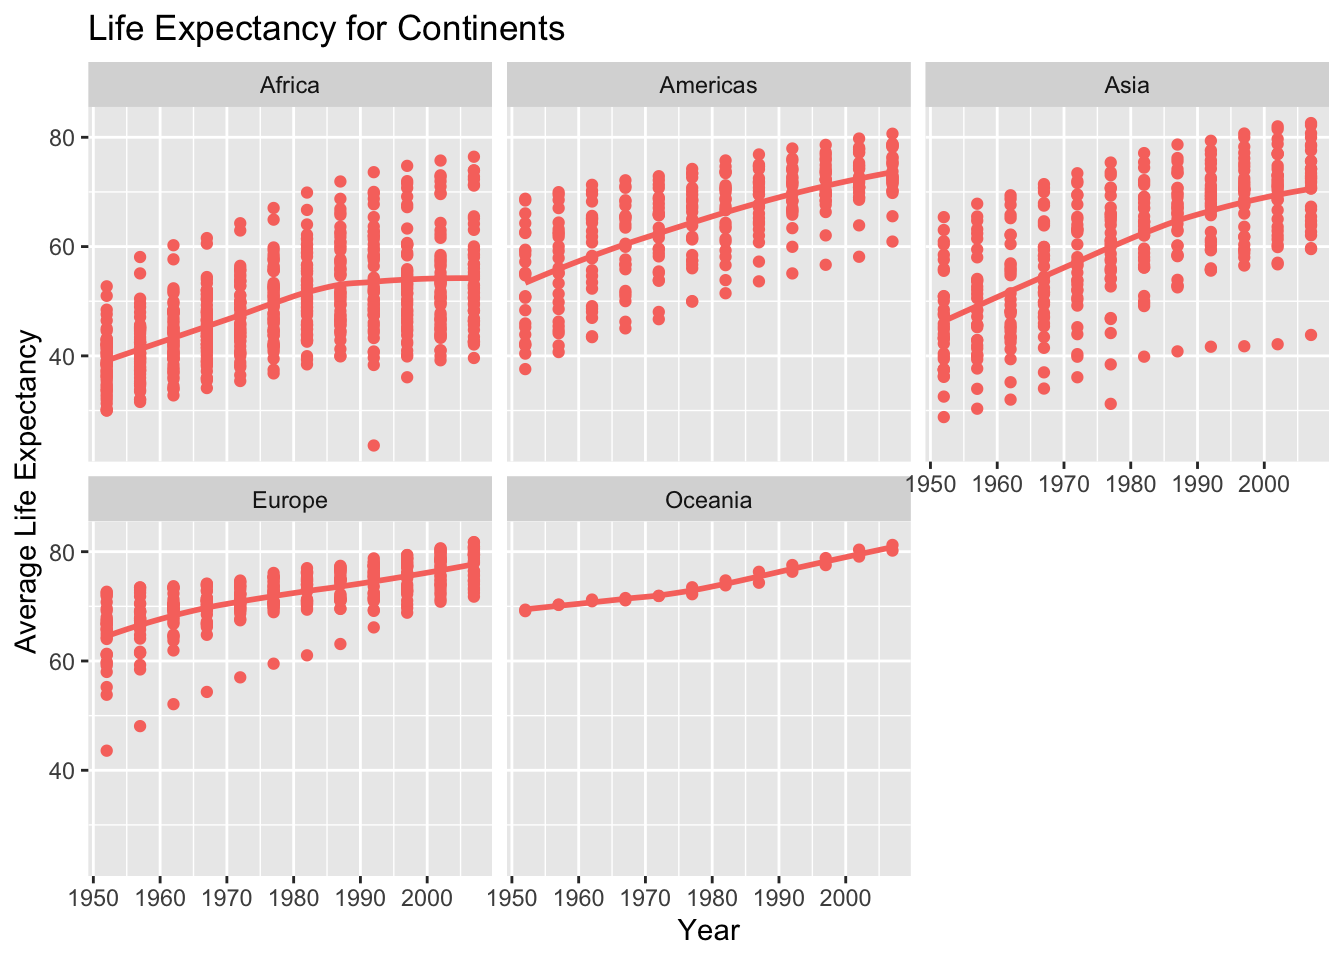 Life Expectancy for Continents
Africa
Americas
Asia
80
60
40
1950 1960 1970 1980 1990 2000
Average Life Expectancy
Europe
Oceania
80
60
40
1950 1960 1970 1980 1990 2000
1950 1960 1970 1980 1990 2000
Year